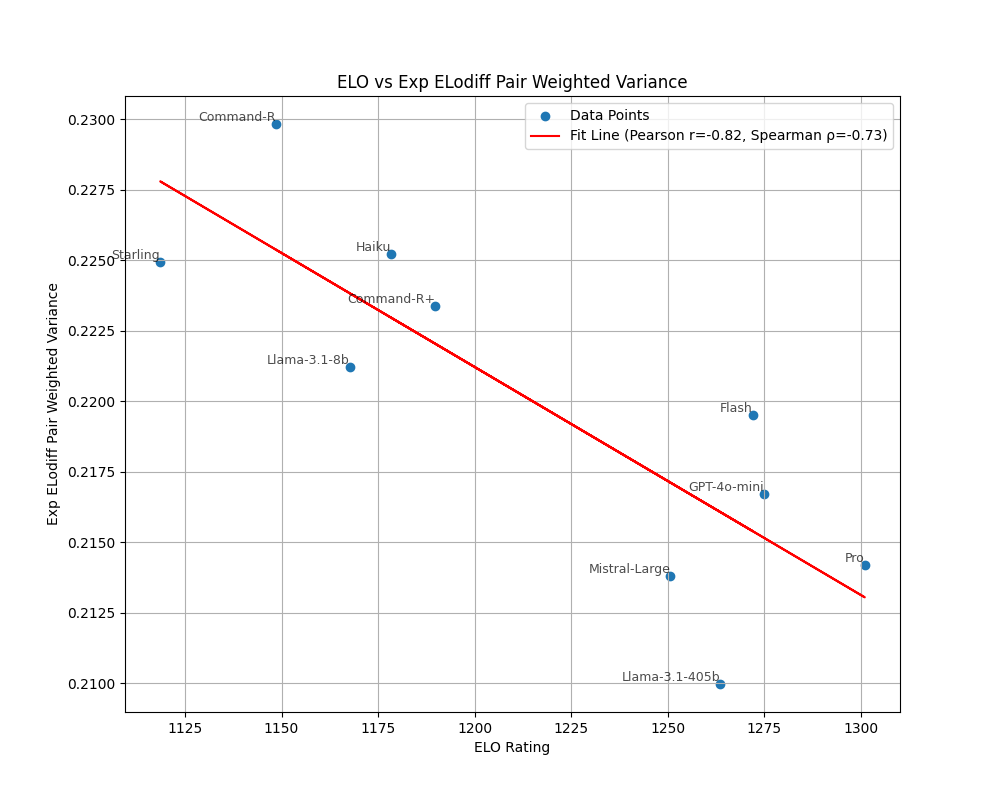 ELO vs Exp ELodiff Pair Weighted Variance
Data Points
Fit Line (Pearson r=-0.82, Spearman ρ=-0.73)
Exp ELodiff Pair Weighted Variance
0.2300
0.2275
0.2250
0.2225
0.2200
0.2175
0.2150
0.2125
0.2100
Command-R
Starling
Haiku
Command-R+
Llama-3.1-8b
Flash
GPT-4o-mini
Pro
Mistral-Large
Llama-3.1-405b
1125
1150
1175
1200
1225
1250
1275
1300
ELO Rating